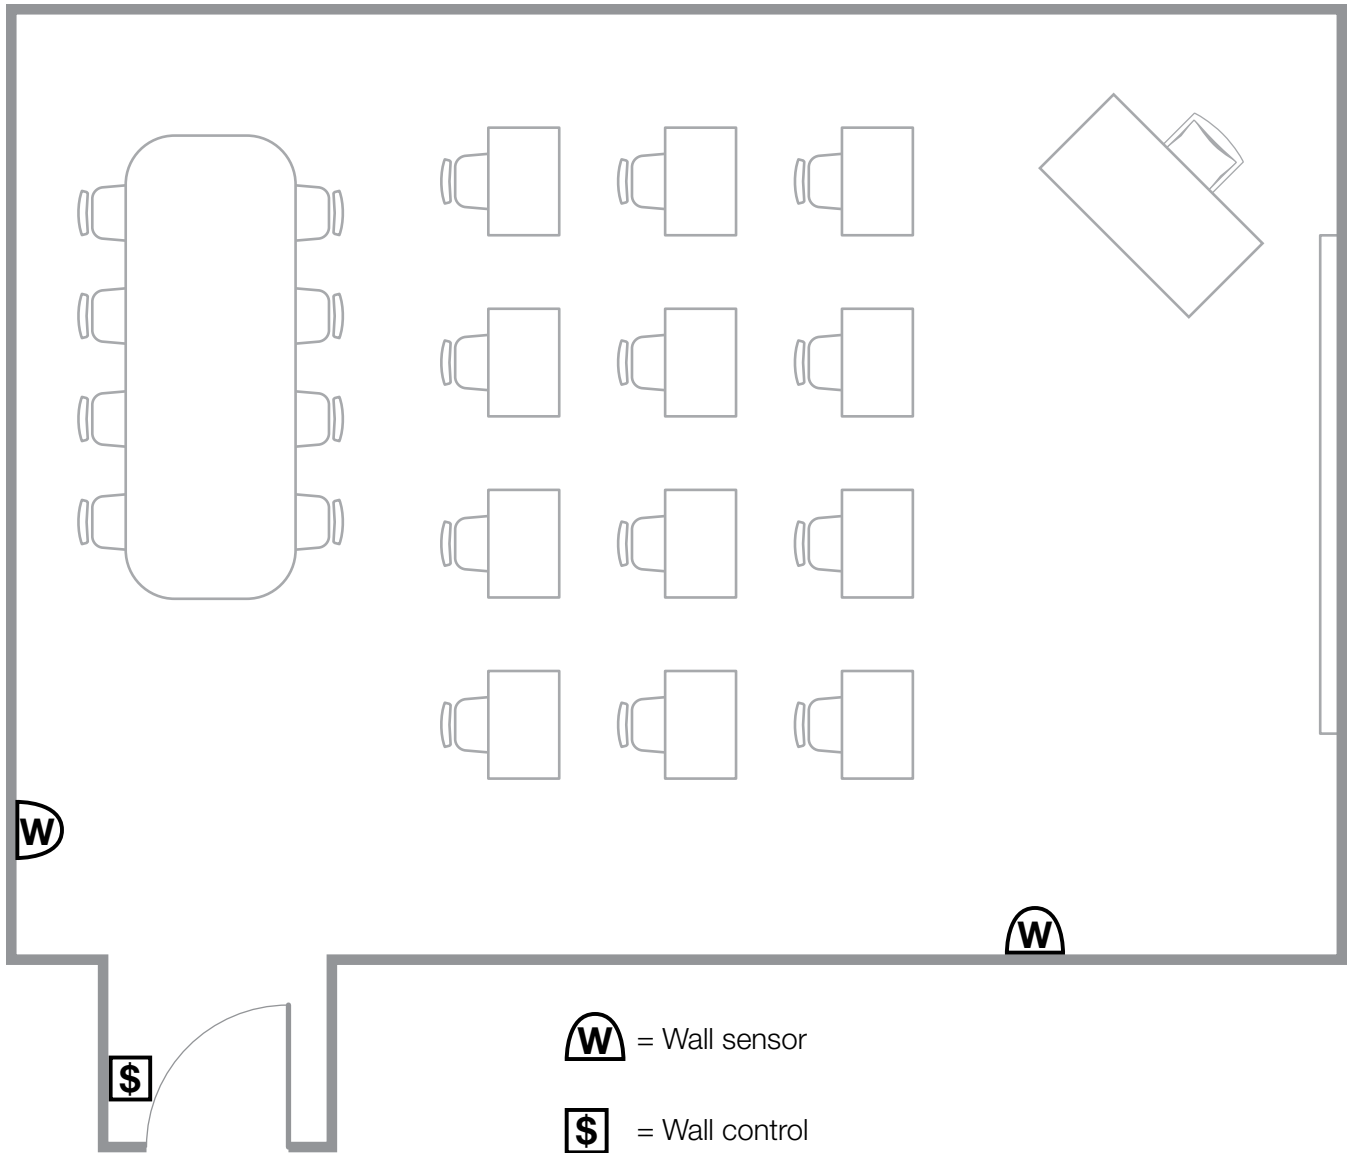 W
W
$
W = Wall sensor
$ = Wall control